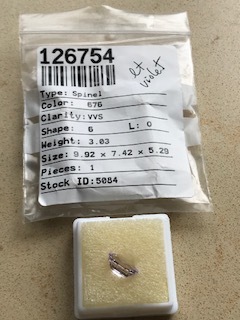 126754
lt
violet
Type: Spinel
Color: 676
Clarity: VVS
Shape: 6 L: 0
Weight: 3.03
Size: 9.92 x 7.42 x 5.29
Pieces: 1
Stock ID: 5084